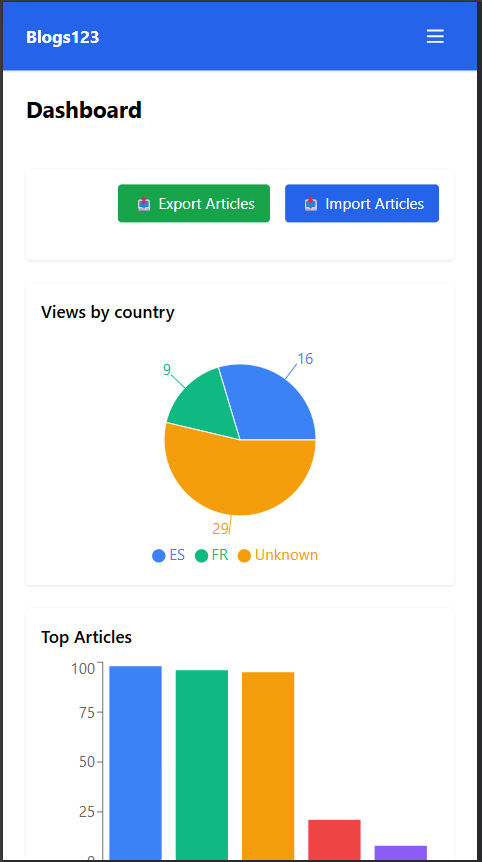 Blogs123
Dashboard
📤 Export Articles
📤 Import Articles
Views by country
16
9
29
ES FR Unknown
Top Articles
100
75
50
25
0